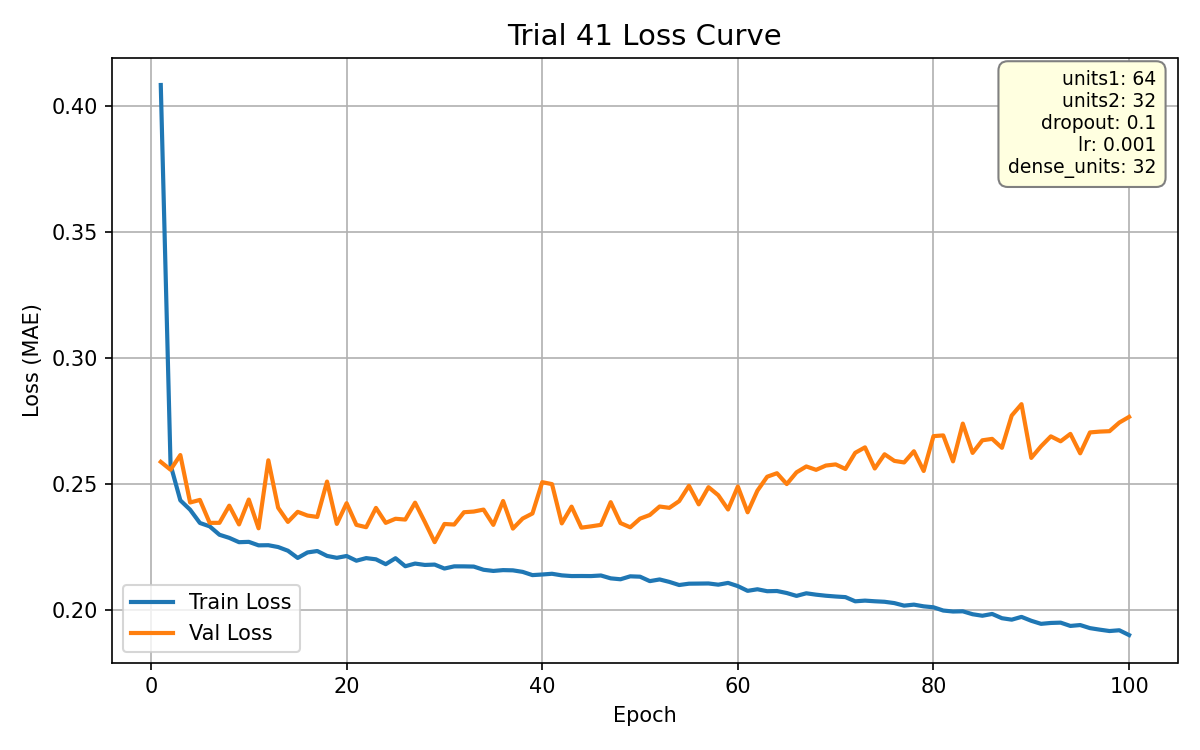 Trial 41 Loss Curve
units1: 64
units2: 32
dropout: 0.1
lr: 0.001
dense_units: 32
Loss (MAE)
0.40
0.35
0.30
0.25
0.20
Train Loss
Val Loss
0 20 40 60 80 100
Epoch